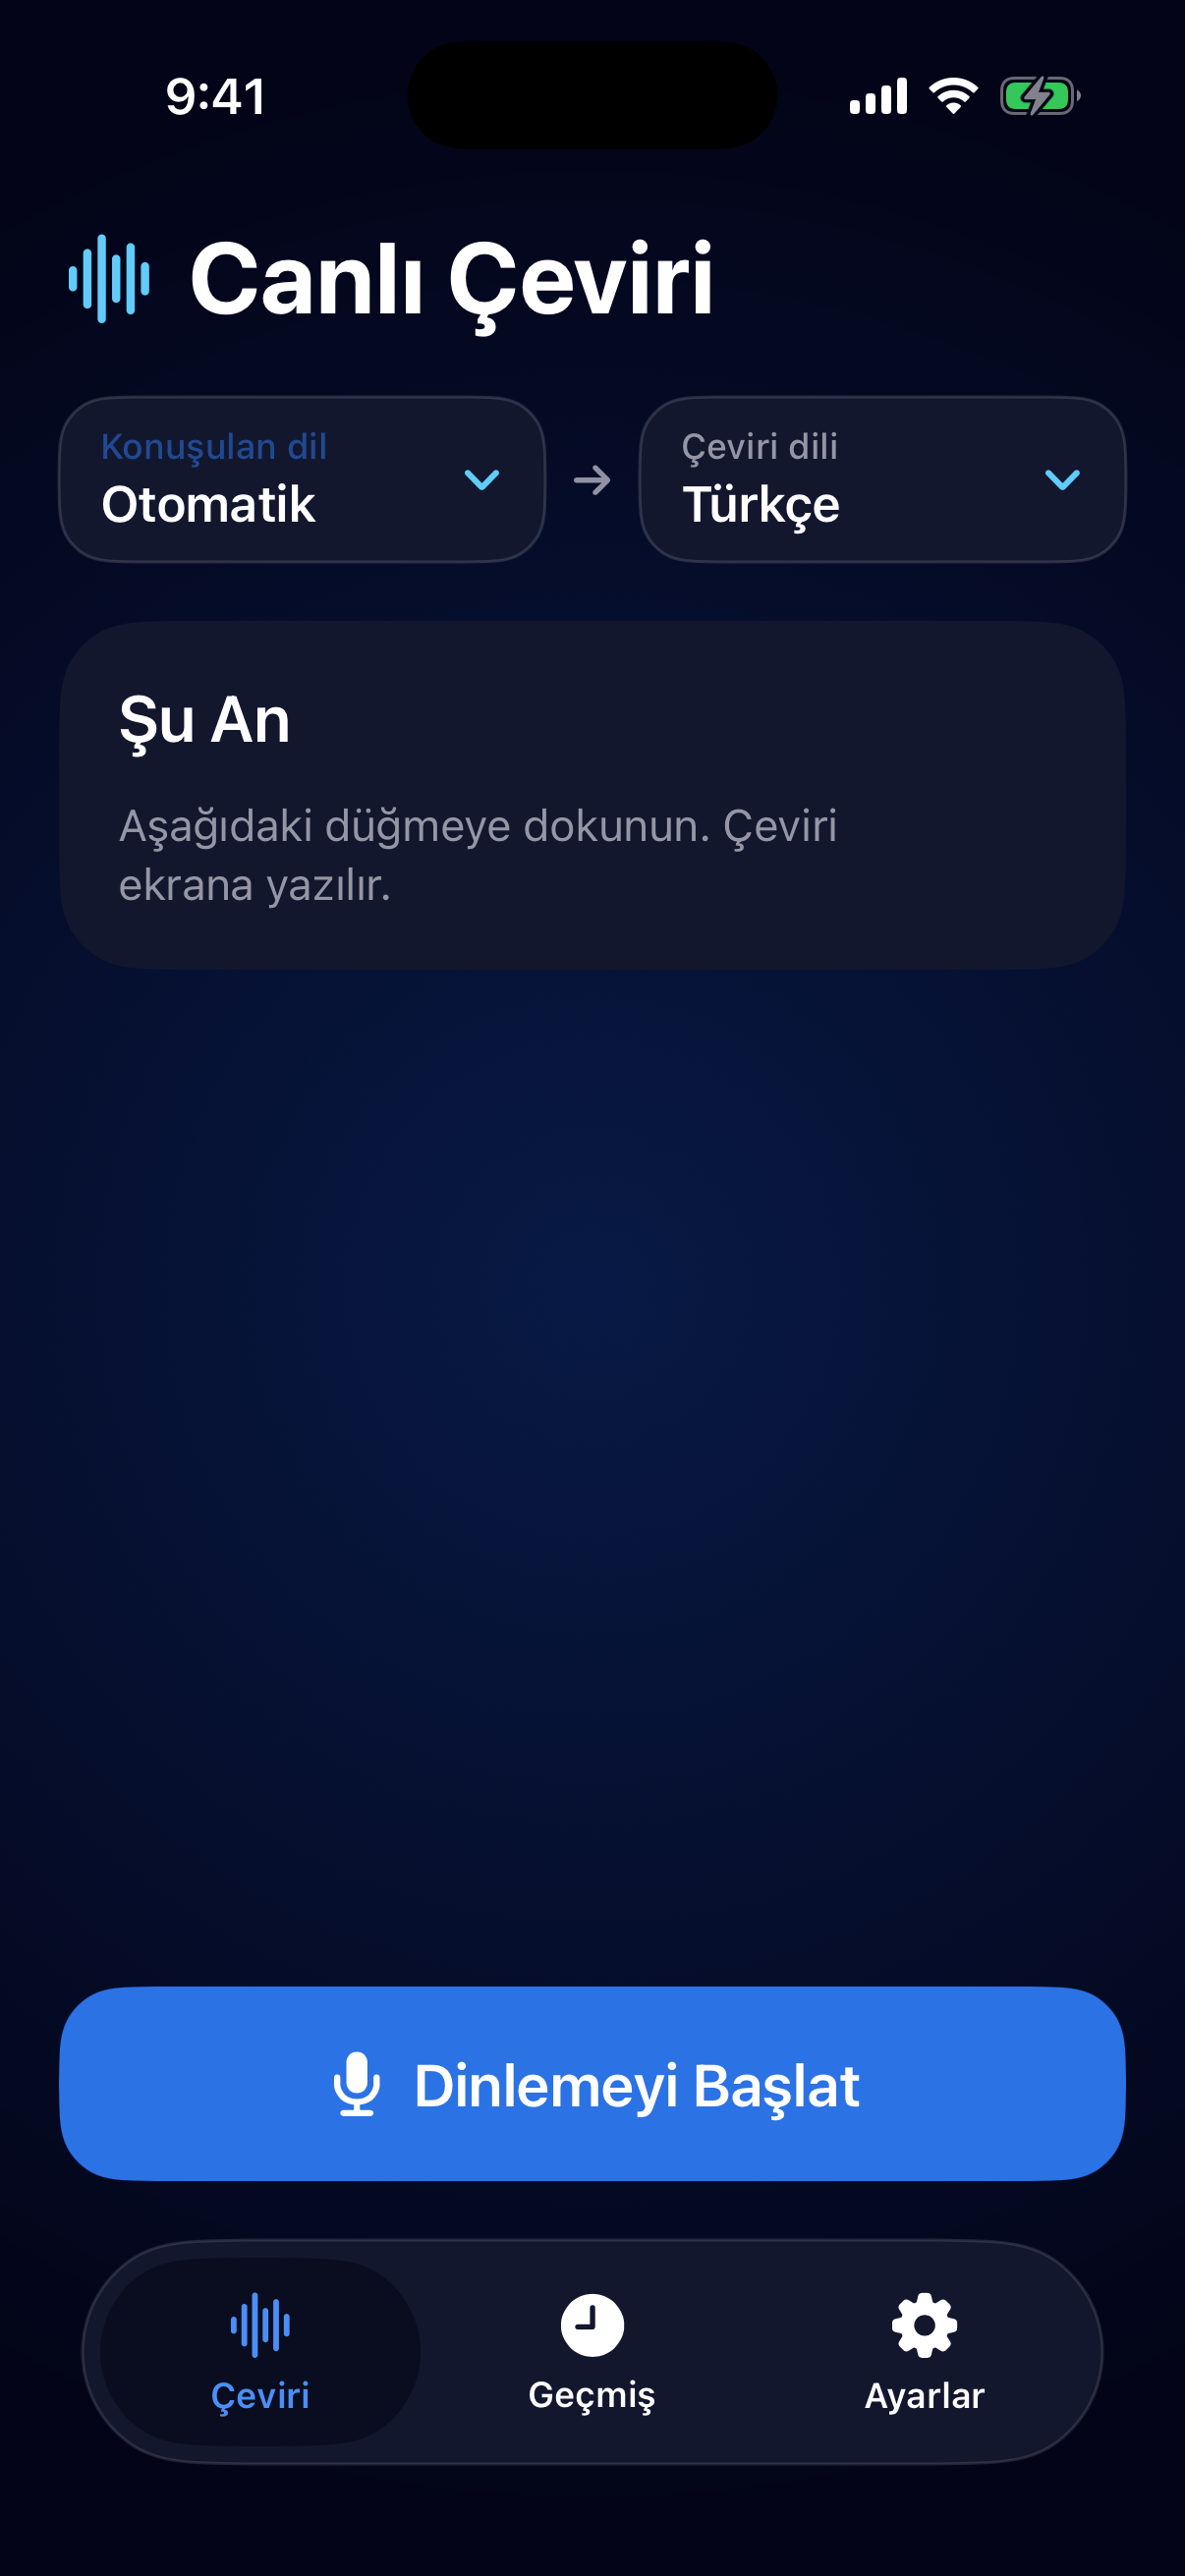 9:41
Canlı Çeviri
Konuşulan dil
Otomatik
Çeviri dili
Türkçe
Şu An
Aşağıdaki düğmeye dokunun. Çeviri
ekrana yazılır.
Dinlemeyi Başlat
Çeviri
Geçmiş
Ayarlar